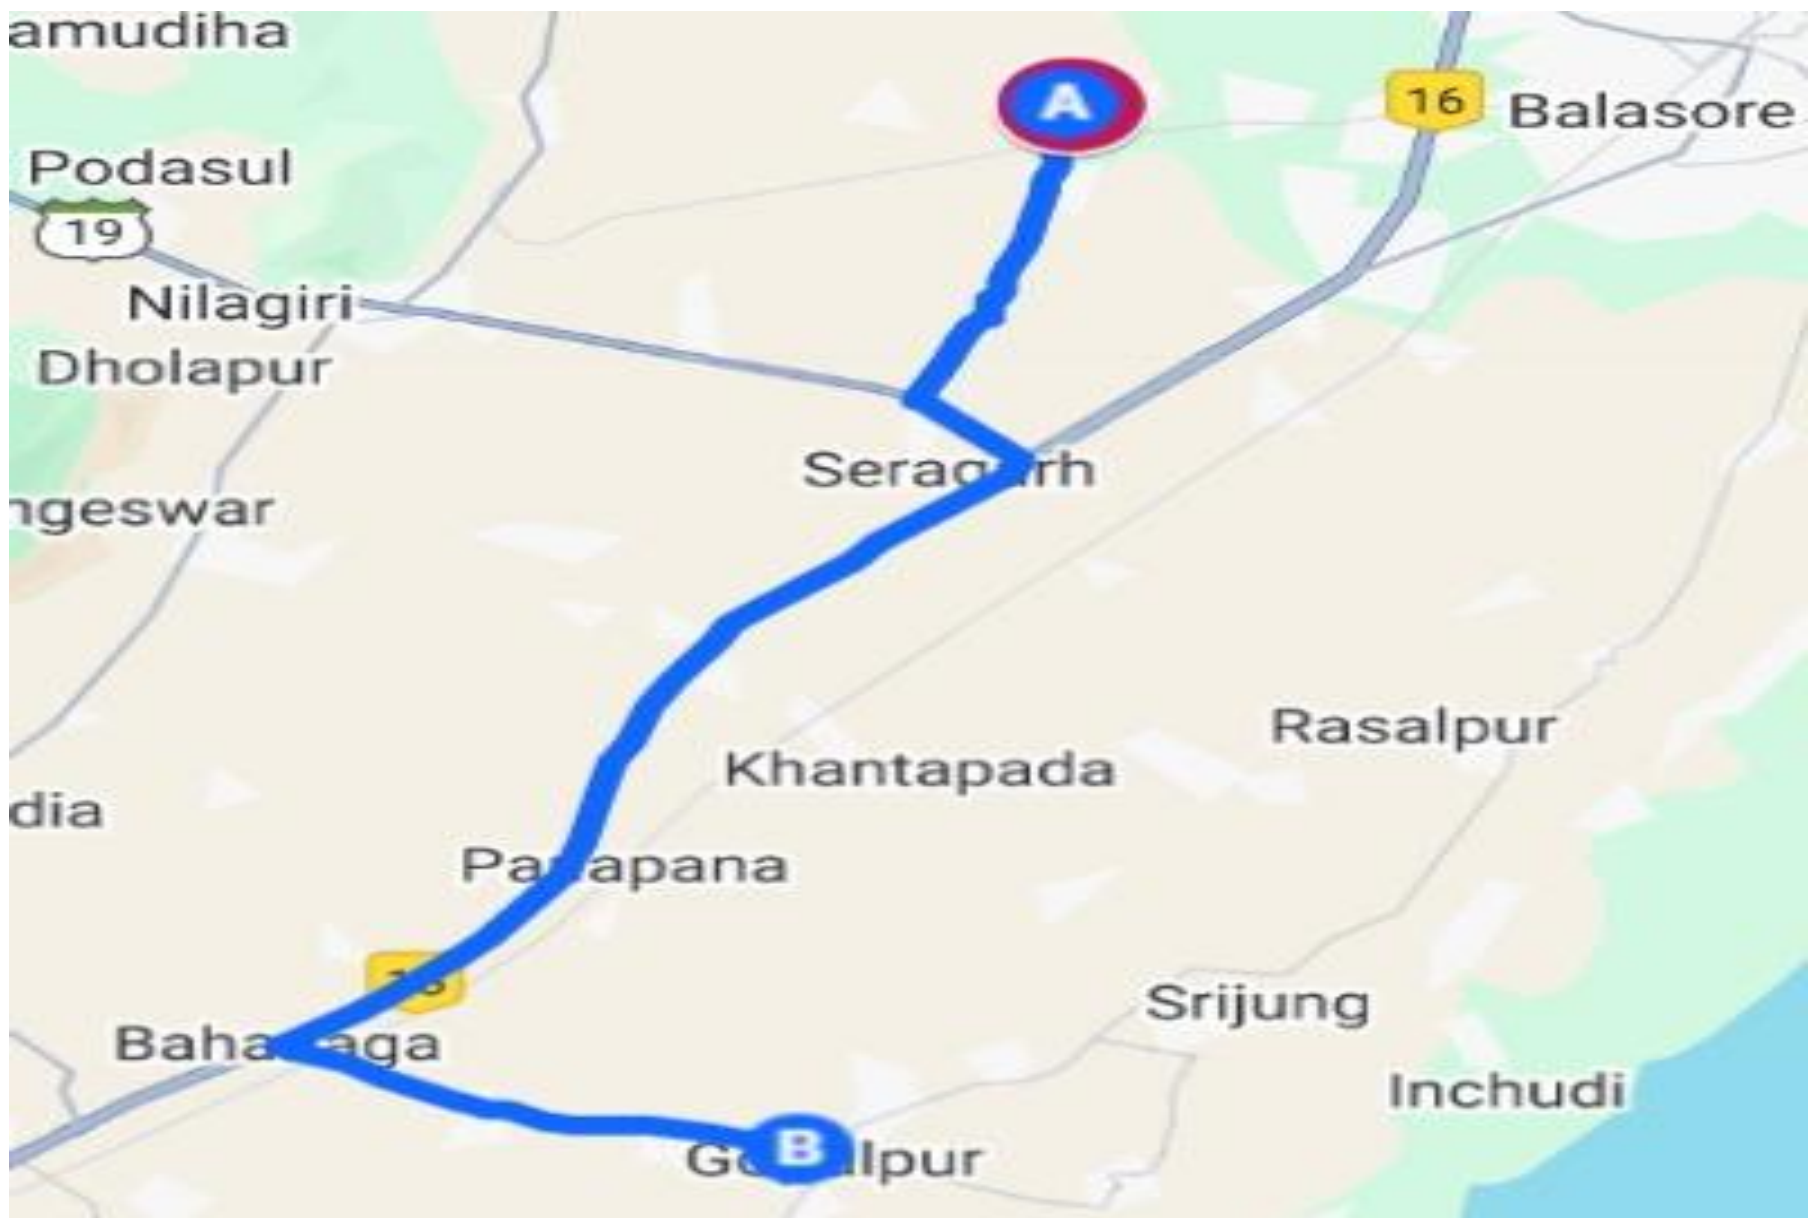 amudiha
A
16
Balasore
Podasul
19
Nilagiri
Dholapur
ngeswar
Rasalpur
Khantapada
dia
Srijung
Inchudi
B